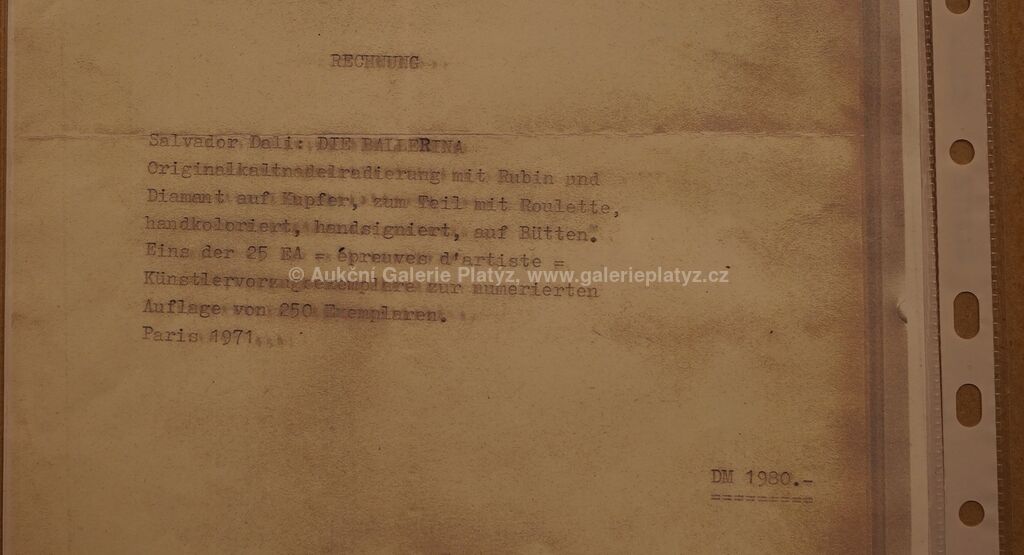 RECHNUNG
Salvador Dali: DIE BALLERINA
Originalkaltnadelradierung mit Rubin und
Diamant auf Kupfer, zum Teil mit Roulette,
handkoloriert, handsigniert, auf Bütten.
Eins der 25 EA = épreuves d'artiste =
© Aukční Galerie Platyz, www.galerieplatyz.cz
Künstlervorzugsexemplare zur numerierten
Auflage von 250 Exemplaren.
Paris 1971
DM 1980.-
=========